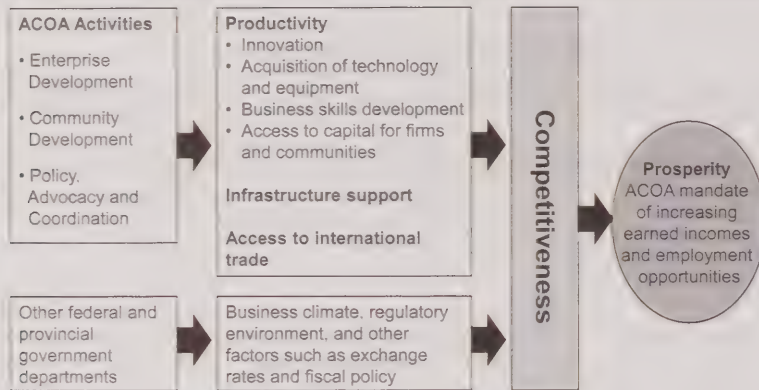 ACOA Activities
• Enterprise
Development
• Community
Development
• Policy,
Advocacy and
Coordination
Productivity
• Innovation
• Acquisition of technology
and equipment
• Business skills development
• Access to capital for firms
and communities
Infrastructure support
Access to international
trade
Other federal and
provincial
government
departments
Business climate, regulatory
environment, and other
factors such as exchange
rates and fiscal policy
Competitiveness
Prosperity
ACOA mandate
of increasing
earned incomes
and employment
opportunities